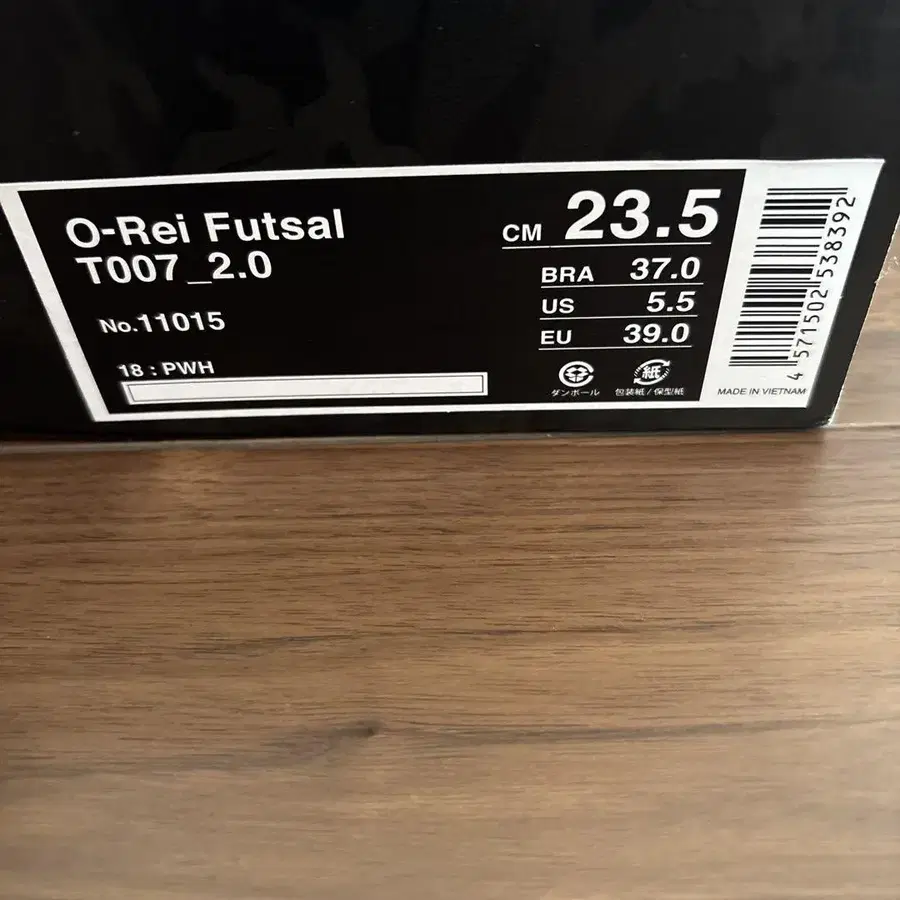 O-Rei Futsal
T007_2.0
No.11015
18 : PWH
CM 23.5
BRA 37.0
US 5.5
EU 39.0
紙
ダンボール 包装紙/保型紙
4 571502 538392
MADE IN VIETNAM